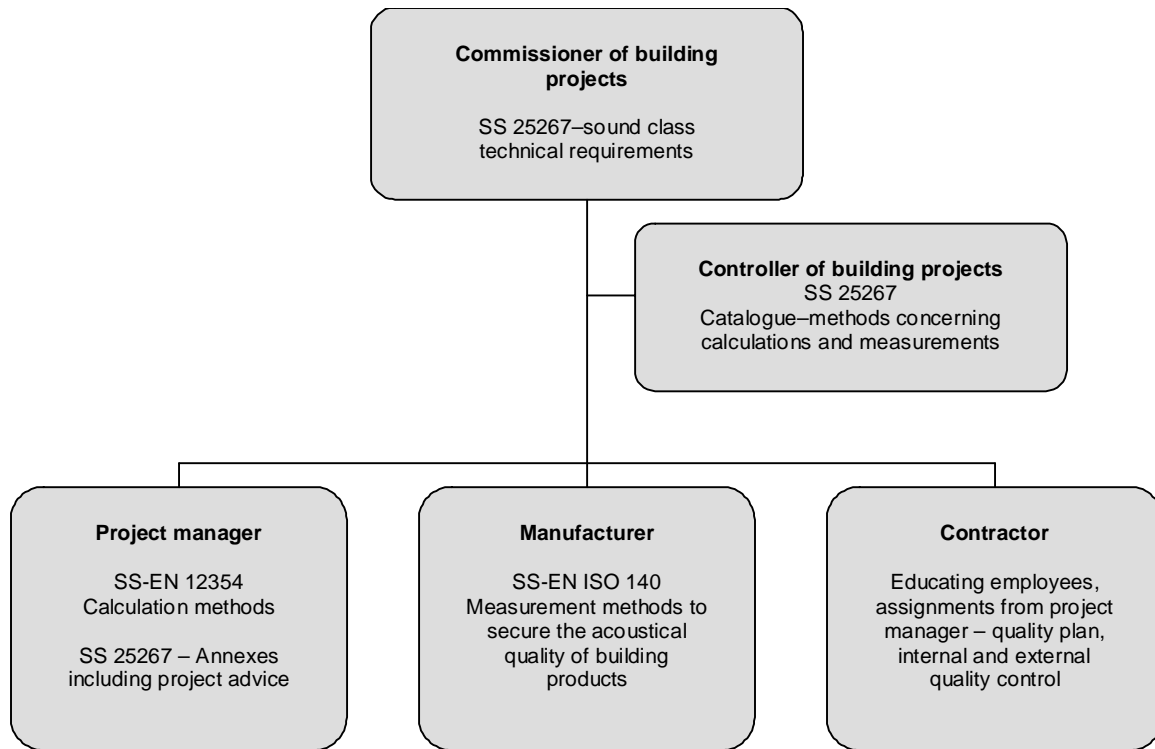 Commissioner of building
projects
SS 25267–sound class
technical requirements
Controller of building projects
SS 25267
Catalogue–methods concerning
calculations and measurements
Project manager
SS-EN 12354
Calculation methods
SS 25267 – Annexes
including project advice
Manufacturer
SS-EN ISO 140
Measurement methods to
secure the acoustical
quality of building
products
Contractor
Educating employees,
assignments from project
manager – quality plan,
internal and external
quality control